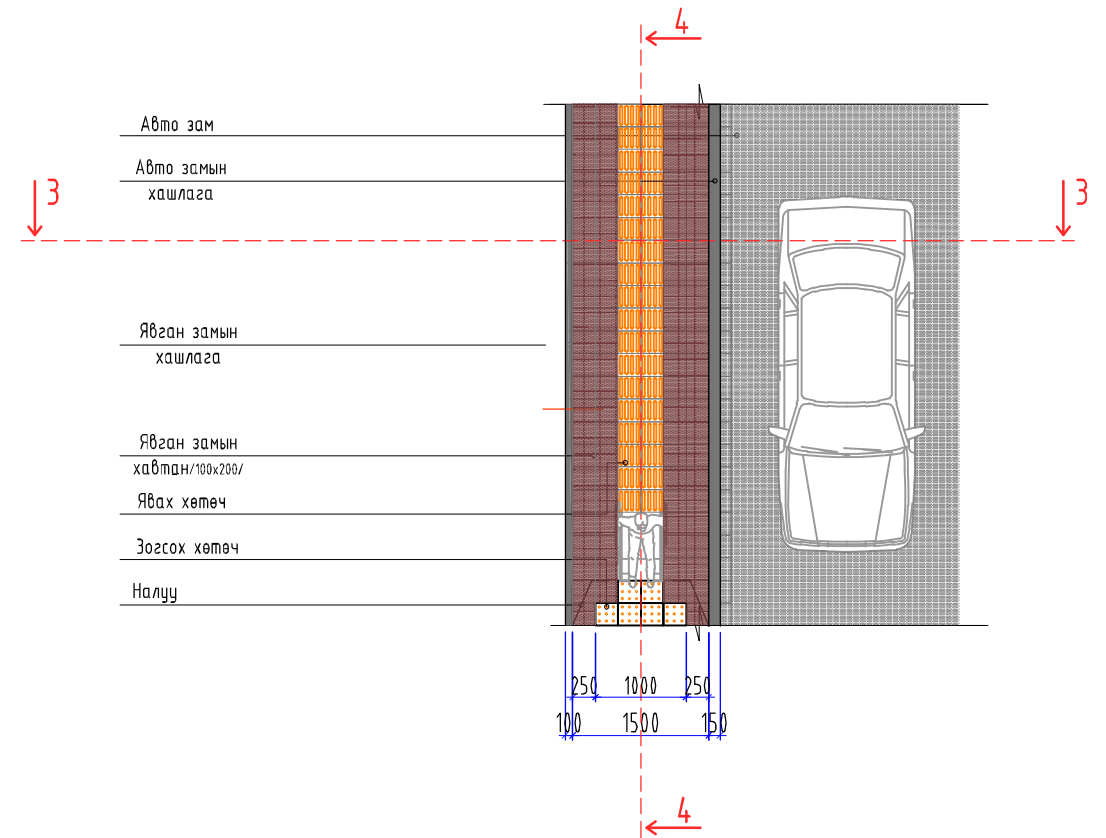 4
Авто зам
Авто замын
хашлага
3
3
Явган замын
хашлага
Явган замын
хавтан/100x200/
Явах хөтөч
Зогсох хөтөч
Налуу
250 1000 250
100 1500 150
4